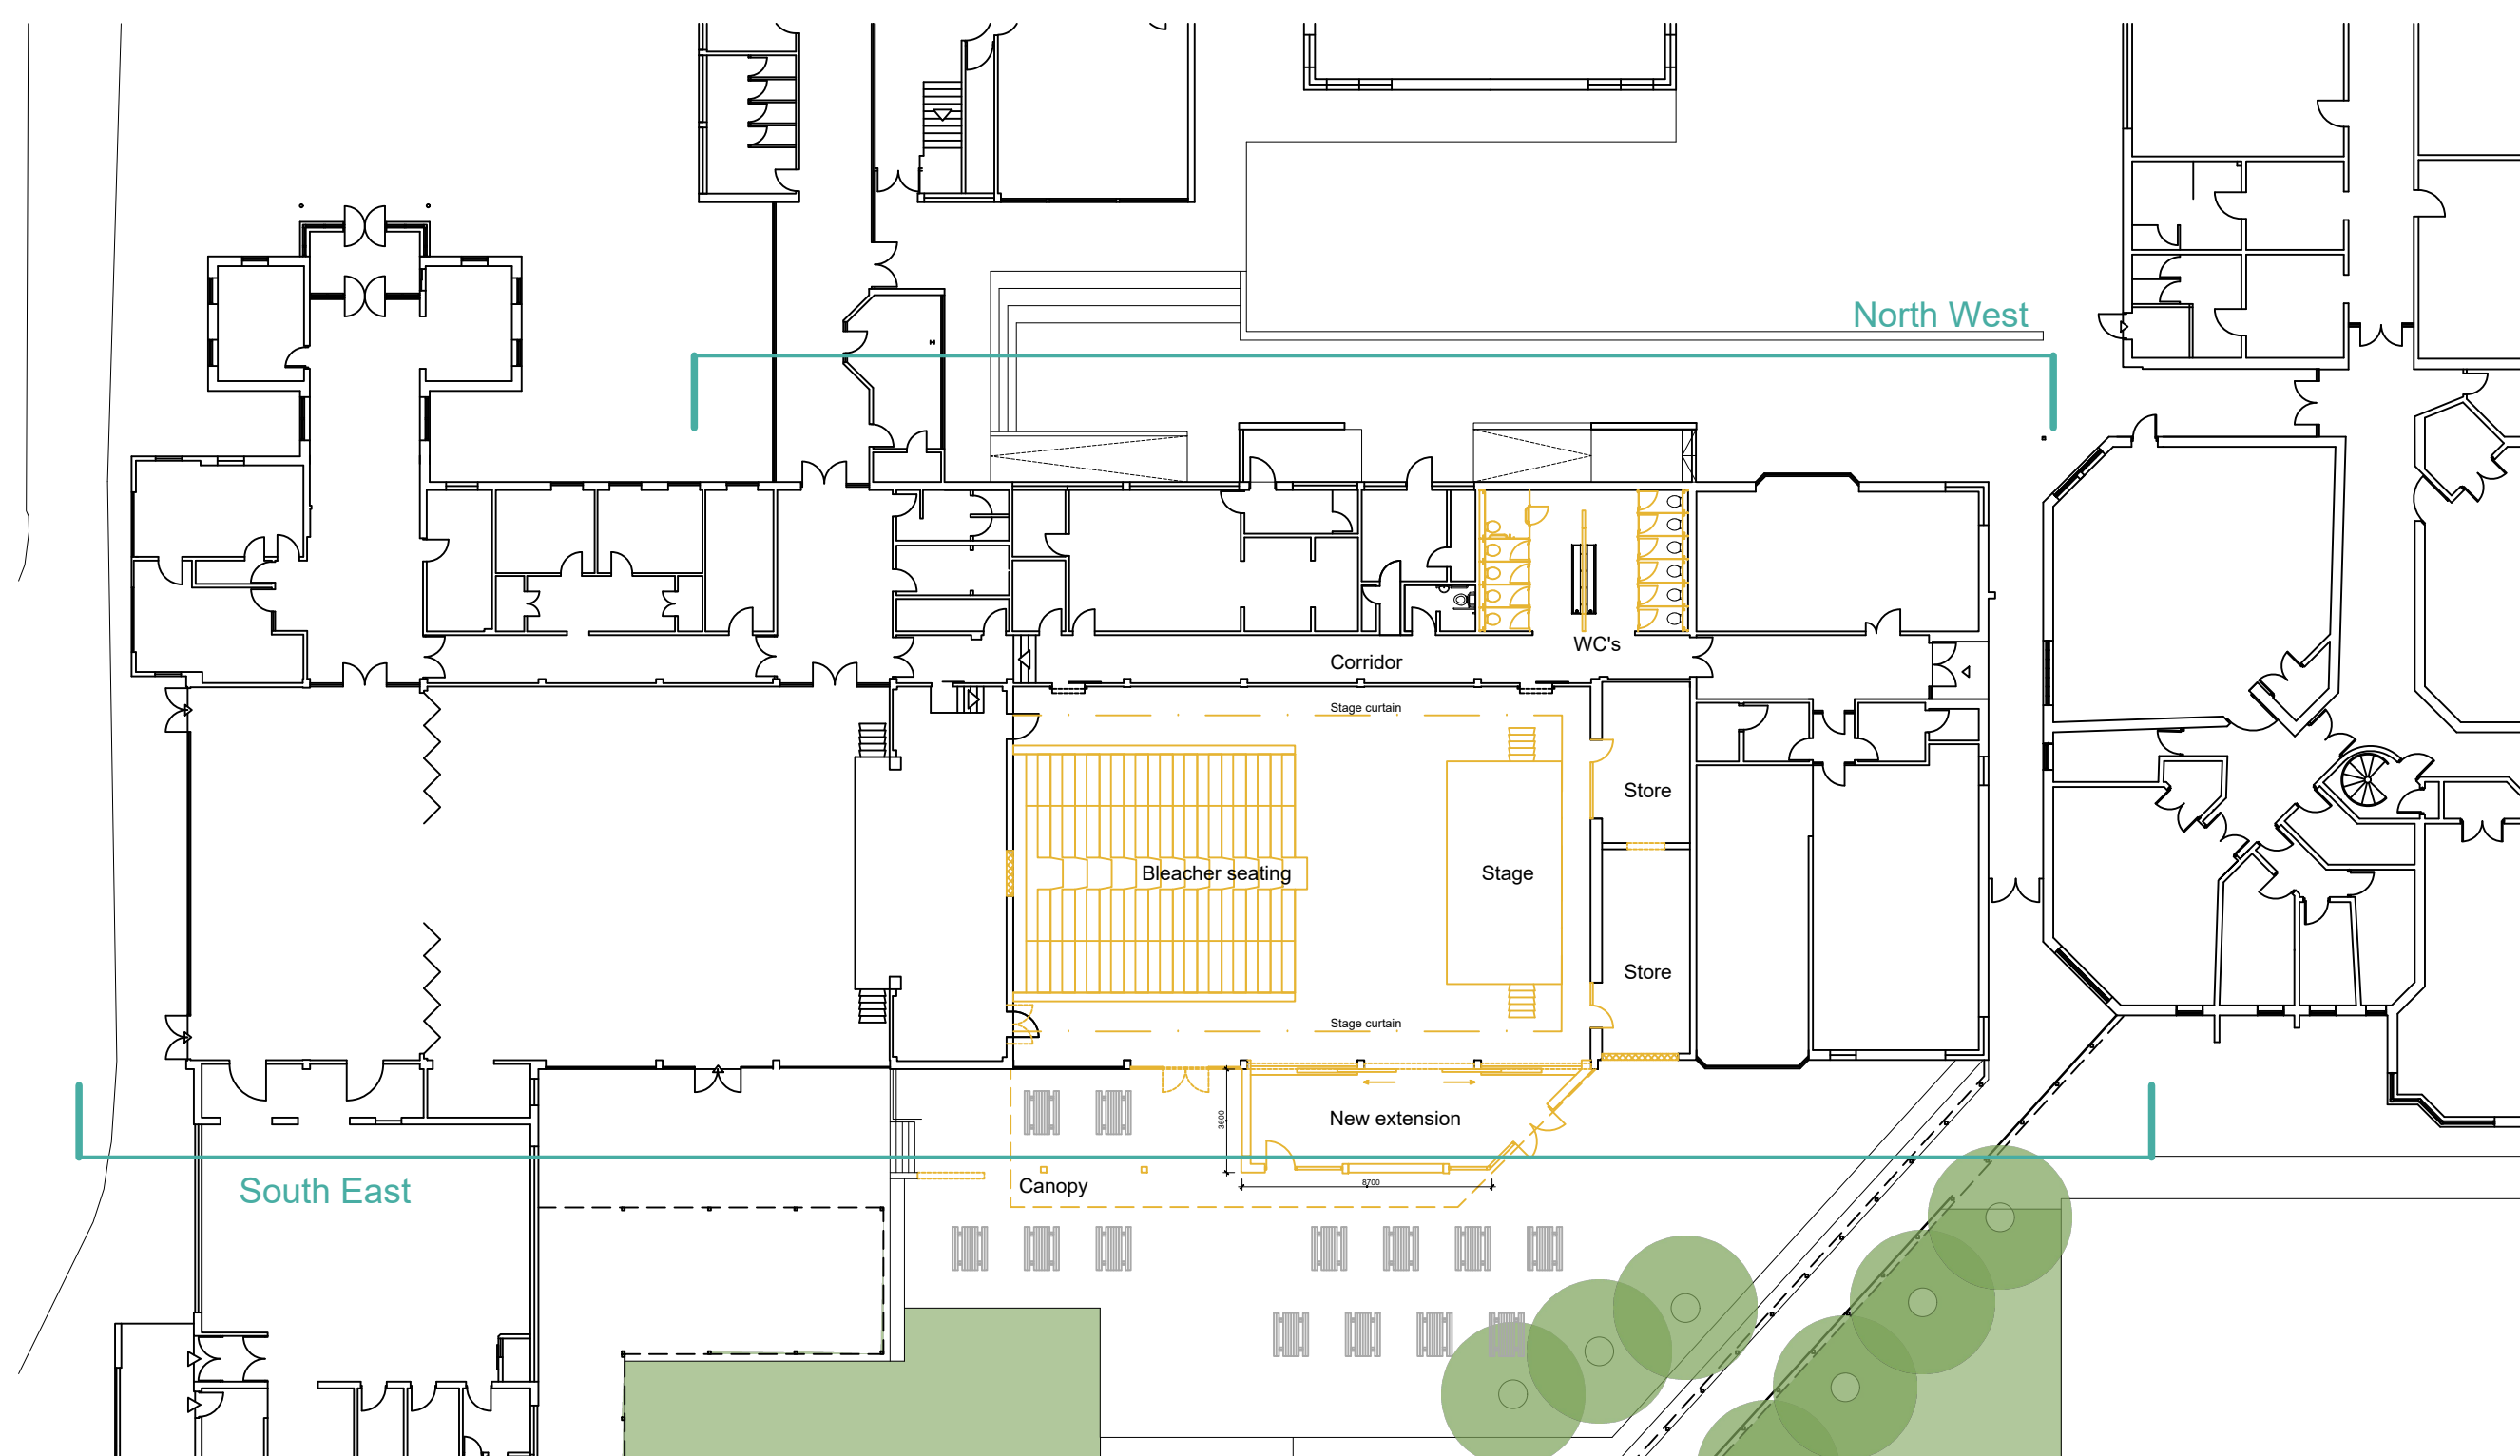 North West
WC's
Corridor
Stage curtain
Store
Bleacher seating
Stage
Store
Stage curtain
3600
New extension
8700
Canopy
South East